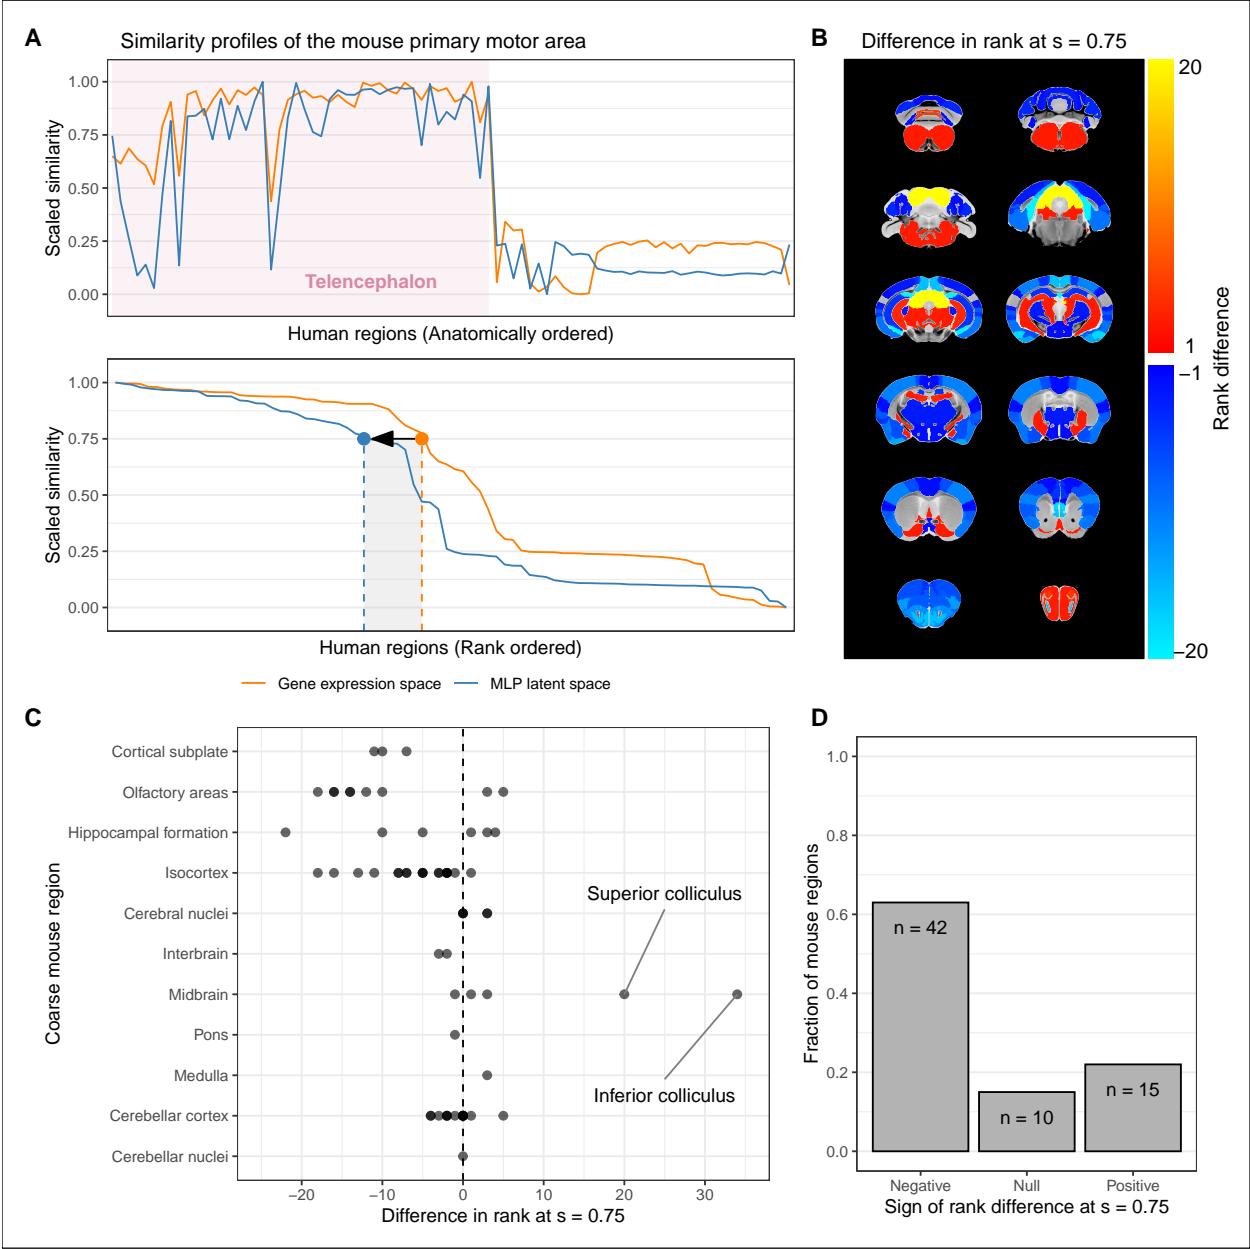 A
Similarity profiles of the mouse primary motor area
Scaled similarity
1.00
0.75
0.50
0.25
0.00
Telencephalon
Human regions (Anatomically ordered)
Scaled similarity
1.00
0.75
0.50
0.25
0.00
Human regions (Rank ordered)
Gene expression space
MLP latent space
B
Difference in rank at s = 0.75
20
1
−1
−20
Rank difference
C
Coarse mouse region
Cortical subplate
Olfactory areas
Hippocampal formation
Isocortex
Cerebral nuclei
Interbrain
Midbrain
Pons
Medulla
Cerebellar cortex
Cerebellar nuclei
Superior colliculus
Inferior colliculus
−20
−10
0
10
20
30
Difference in rank at s = 0.75
D
Fraction of mouse regions
1.0
0.8
0.6
0.4
0.2
0.0
n = 42
n = 10
n = 15
Negative
Null
Positive
Sign of rank difference at s = 0.75